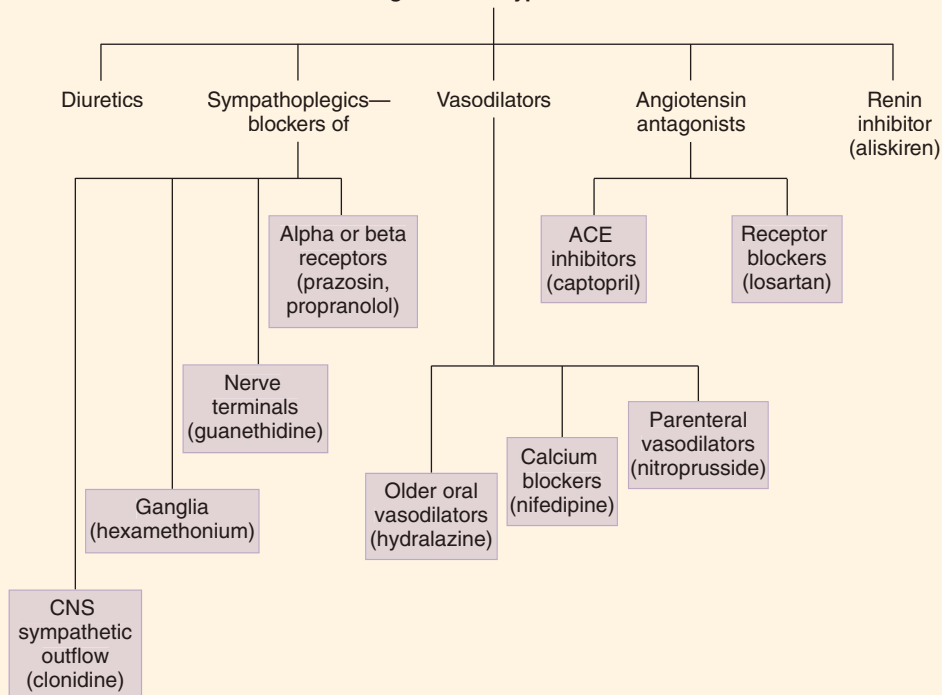 Diuretics
Sympathoplegics—
blockers of
Vasodilators
Angiotensin
antagonists
Renin
inhibitor
(aliskiren)
Alpha or beta
receptors
(prazosin,
propranolol)
ACE
inhibitors
(captopril)
Receptor
blockers
(losartan)
Nerve
terminals
(guanethidine)
Ganglia
(hexamethonium)
CNS
sympathetic
outflow
(clonidine)
Older oral
vasodilators
(hydralazine)
Calcium
blockers
(nifedipine)
Parenteral
vasodilators
(nitroprusside)